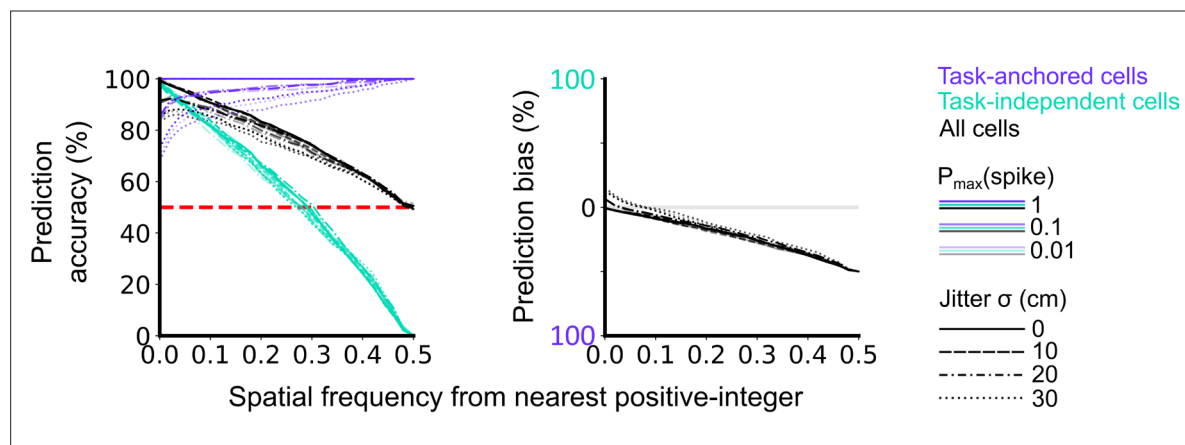 Prediction
accuracy (%)
100
80
60
40
20
0
0.0 0.1 0.2 0.3 0.4 0.5
Prediction bias (%)
100
0
100
0.0 0.1 0.2 0.3 0.4 0.5
Spatial frequency from nearest positive-integer
Task-anchored cells
Task-independent cells
All cells
Pmax(spike)
1
0.1
0.01
Jitter σ (cm)
0
10
20
30